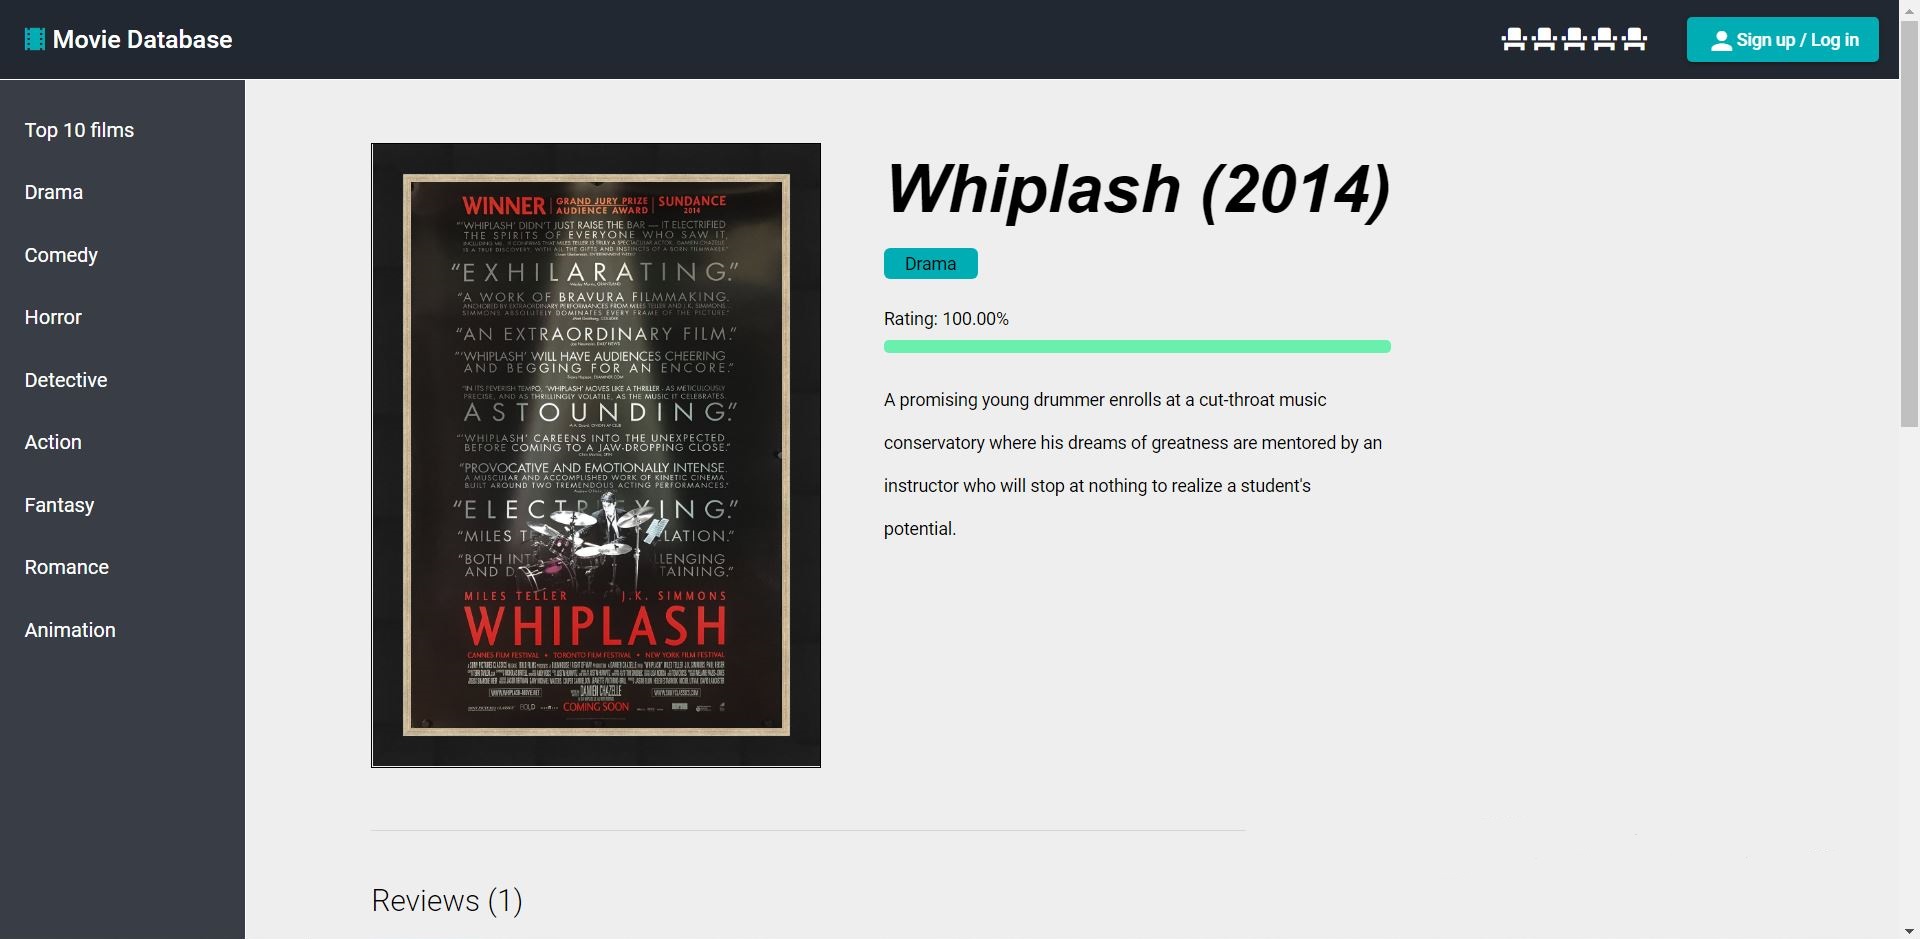 Movie Database
Sign up / Log in
Top 10 films
Drama
Comedy
Horror
Detective
Action
Fantasy
Romance
Animation
WINNER GRAND JURY PRIZE AUDIENCE AWARD SUNDANCE 2014
"'WHIPLASH' DIDN'T JUST RAISE THE BAR — IT ELECTRIFIED
THE SPIRITS OF EVERYONE WHO SAW IT,
"EXHILARATING."
"A WORK OF BRAVURA FILMMAKING.
ANCHORED BY EXTRAORDINARY PERFORMANCES FROM MILES TELLER AND J.K. SIMMONS...
SIMMONS ABSOLUTELY DOMINATES EVERY FRAME OF THE PICTURE."
"AN EXTRAORDINARY FILM."
"'WHIPLASH' WILL HAVE AUDIENCES CHEERING
AND BEGGING FOR AN ENCORE."
"IN ITS FEVERISH TEMPO, 'WHIPLASH' MOVES LIKE A THRILLER - AS METICULOUSLY
PRECISE, AND AS THRILLINGLY VOLATILE, AS THE MUSIC IT CELEBRATES.
ASTOUNDING."
"'WHIPLASH' CAREENS INTO THE UNEXPECTED
BEFORE COMING TO A JAW-DROPPING CLOSE."
"PROVOCATIVE AND EMOTIONALLY INTENSE.
A MUSCULAR AND ACCOMPLISHED WORK OF KINETIC CINEMA
BUILT AROUND TWO TREMENDOUS ACTING PERFORMANCES."
"MILES T LATION."
"BOTH INT LLENGING
AND D TAINING."
MILES TELLER J.K. SIMMONS
WHIPLASH
CANNES FILM FESTIVAL • TORONTO FILM FESTIVAL • NEW YORK FILM FESTIVAL
DAMIEN CHAZELLE
COMING SOON
Whiplash (2014)
Drama
Rating: 100.00%
A promising young drummer enrolls at a cut-throat music
conservatory where his dreams of greatness are mentored by an
instructor who will stop at nothing to realize a student's
potential.
Reviews (1)